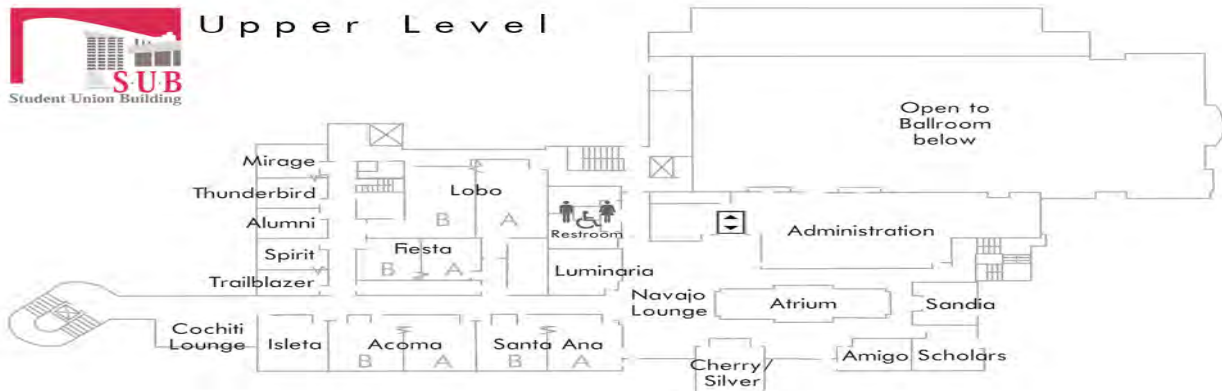 Upper Level
S·U·B
Student Union Building
Open to
Ballroom
below
Mirage
Thunderbird
Lobo
Alumni
B
A
Restroom
Administration
Spirit
Fiesta
B
A
Trailblazer
Luminaria
Navajo
Lounge
Atrium
Sandia
Cochiti
Lounge
Isleta
Acoma
B
A
Santa Ana
B
A
Cherry/
Silver
Amigo
Scholars